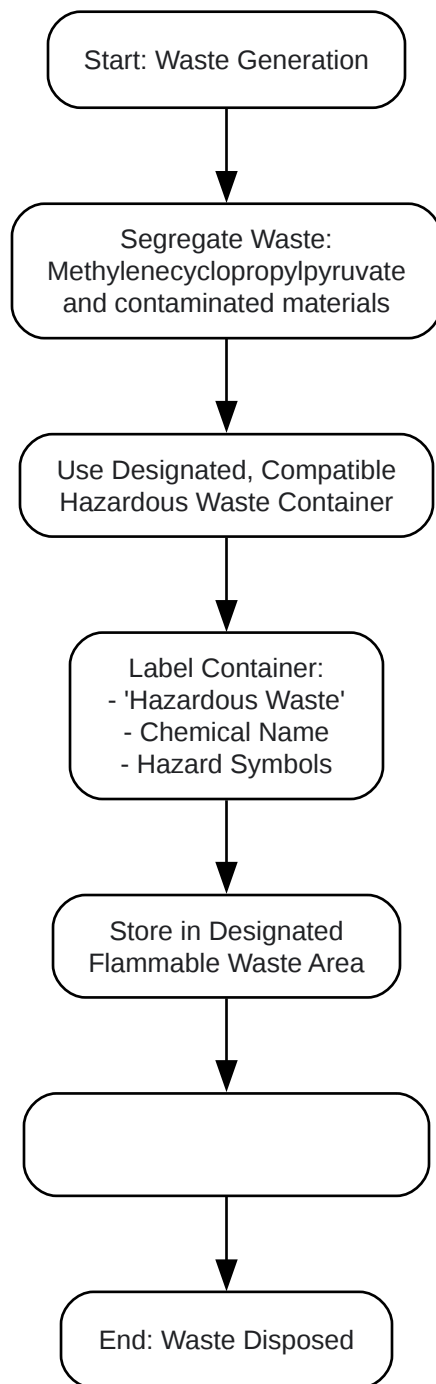 Start: Waste Generation
Segregate Waste:
Methylenecyclopropylpyruvate
and contaminated materials
Use Designated, Compatible
Hazardous Waste Container
Label Container:
- 'Hazardous Waste'
- Chemical Name
- Hazard Symbols
Store in Designated
Flammable Waste Area
End: Waste Disposed